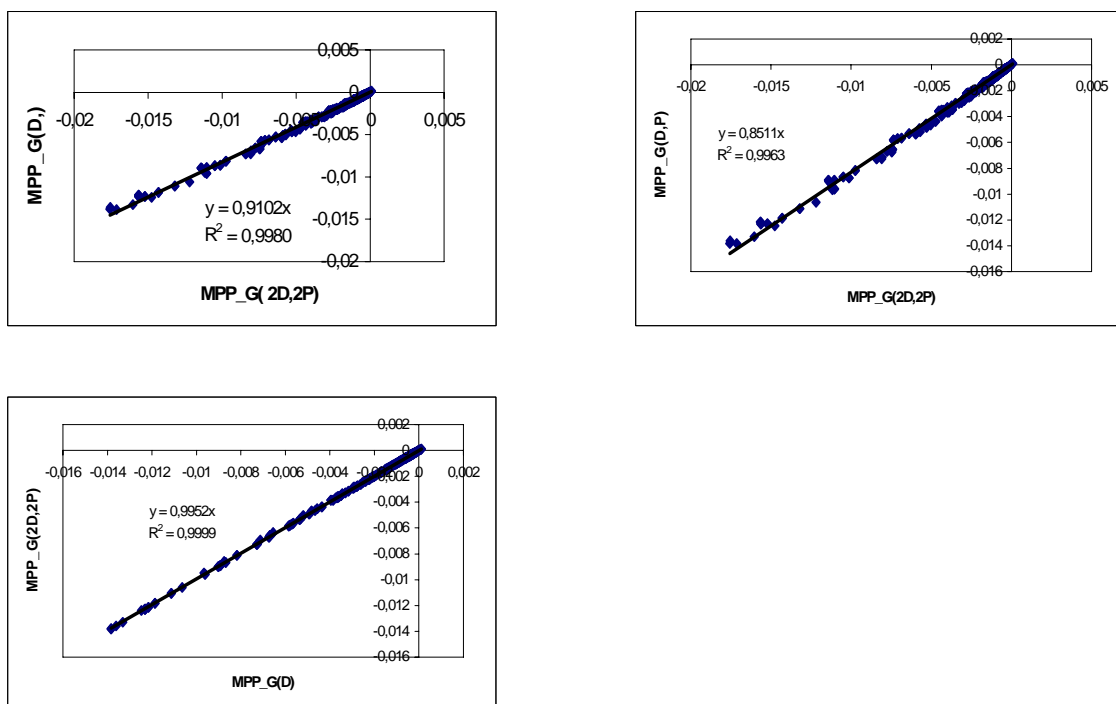 0,005
0
-0,02 -0,015 -0,01 -0,005 0 0,005
-0,005
-0,01
-0,015
-0,02
MPP_G(D,)
y = 0,9102x
R² = 0,9980
MPP_G( 2D,2P)
0,002
0
-0,02 -0,015 -0,01 -0,005 0 0,005
-0,002
-0,004
-0,006
-0,008
-0,01
-0,012
-0,014
-0,016
MPP_G(D,P)
y = 0,8511x
R² = 0,9963
MPP_G(2D,2P)
0,002
0
-0,016 -0,014 -0,012 -0,01 -0,008 -0,006 -0,004 -0,002 0 0,002
-0,002
-0,004
-0,006
-0,008
-0,01
-0,012
-0,014
-0,016
MPP_G(2D,2P)
y = 0,9952x
R² = 0,9999
MPP_G(D)